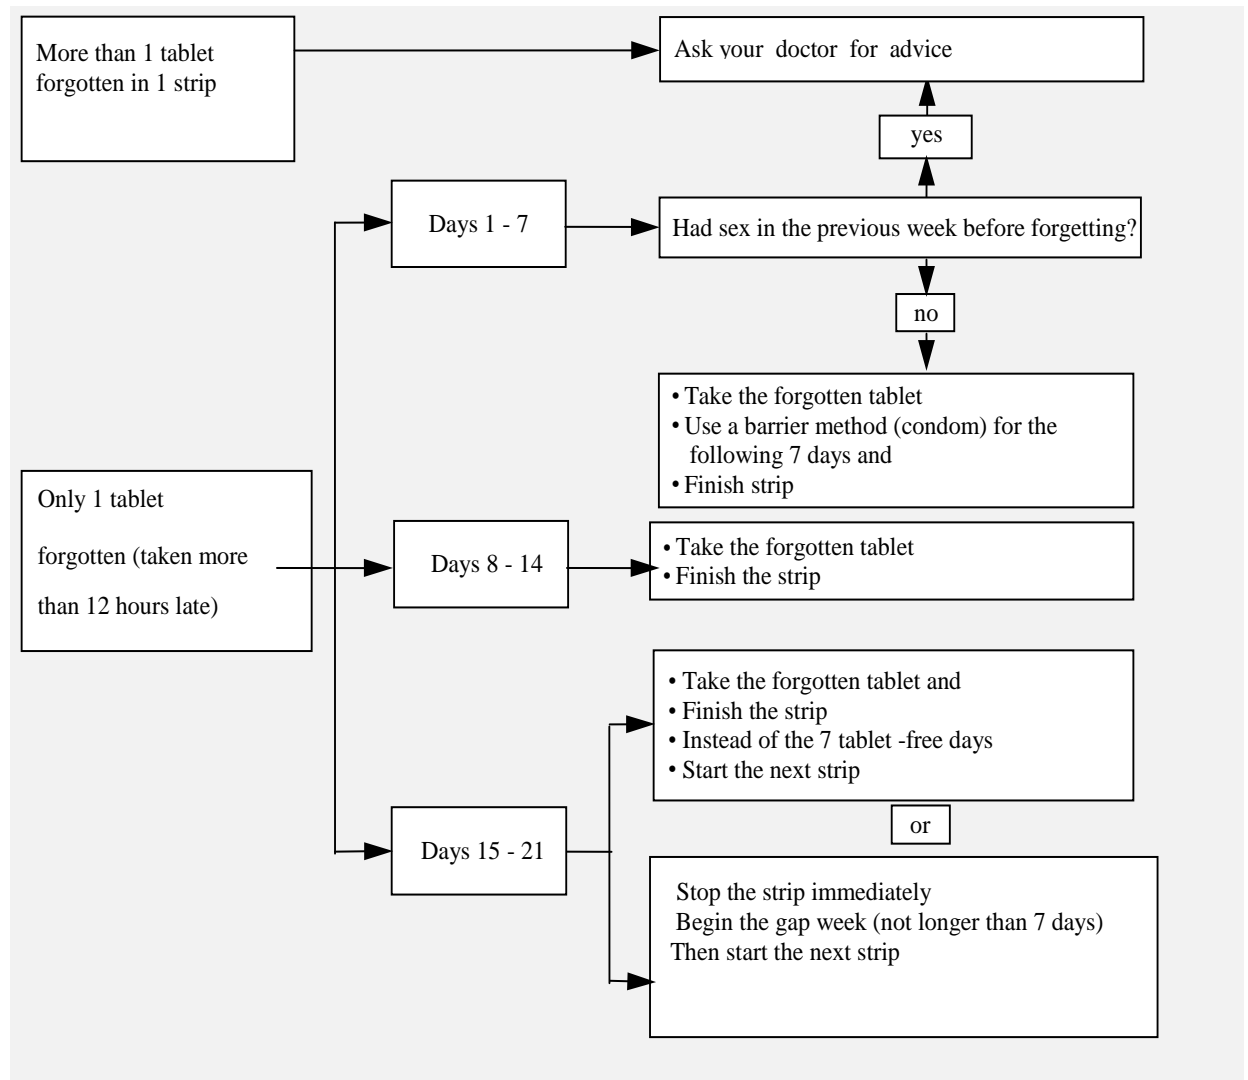 More than 1 tablet
forgotten in 1 strip
Ask your doctor for advice
yes
Days 1 - 7
Had sex in the previous week before forgetting?
no
• Take the forgotten tablet
• Use a barrier method (condom) for the
following 7 days and
• Finish strip
Only 1 tablet
forgotten (taken more
than 12 hours late)
Days 8 - 14
• Take the forgotten tablet
• Finish the strip
• Take the forgotten tablet and
• Finish the strip
• Instead of the 7 tablet -free days
• Start the next strip
or
Days 15 - 21
Stop the strip immediately
Begin the gap week (not longer than 7 days)
Then start the next strip